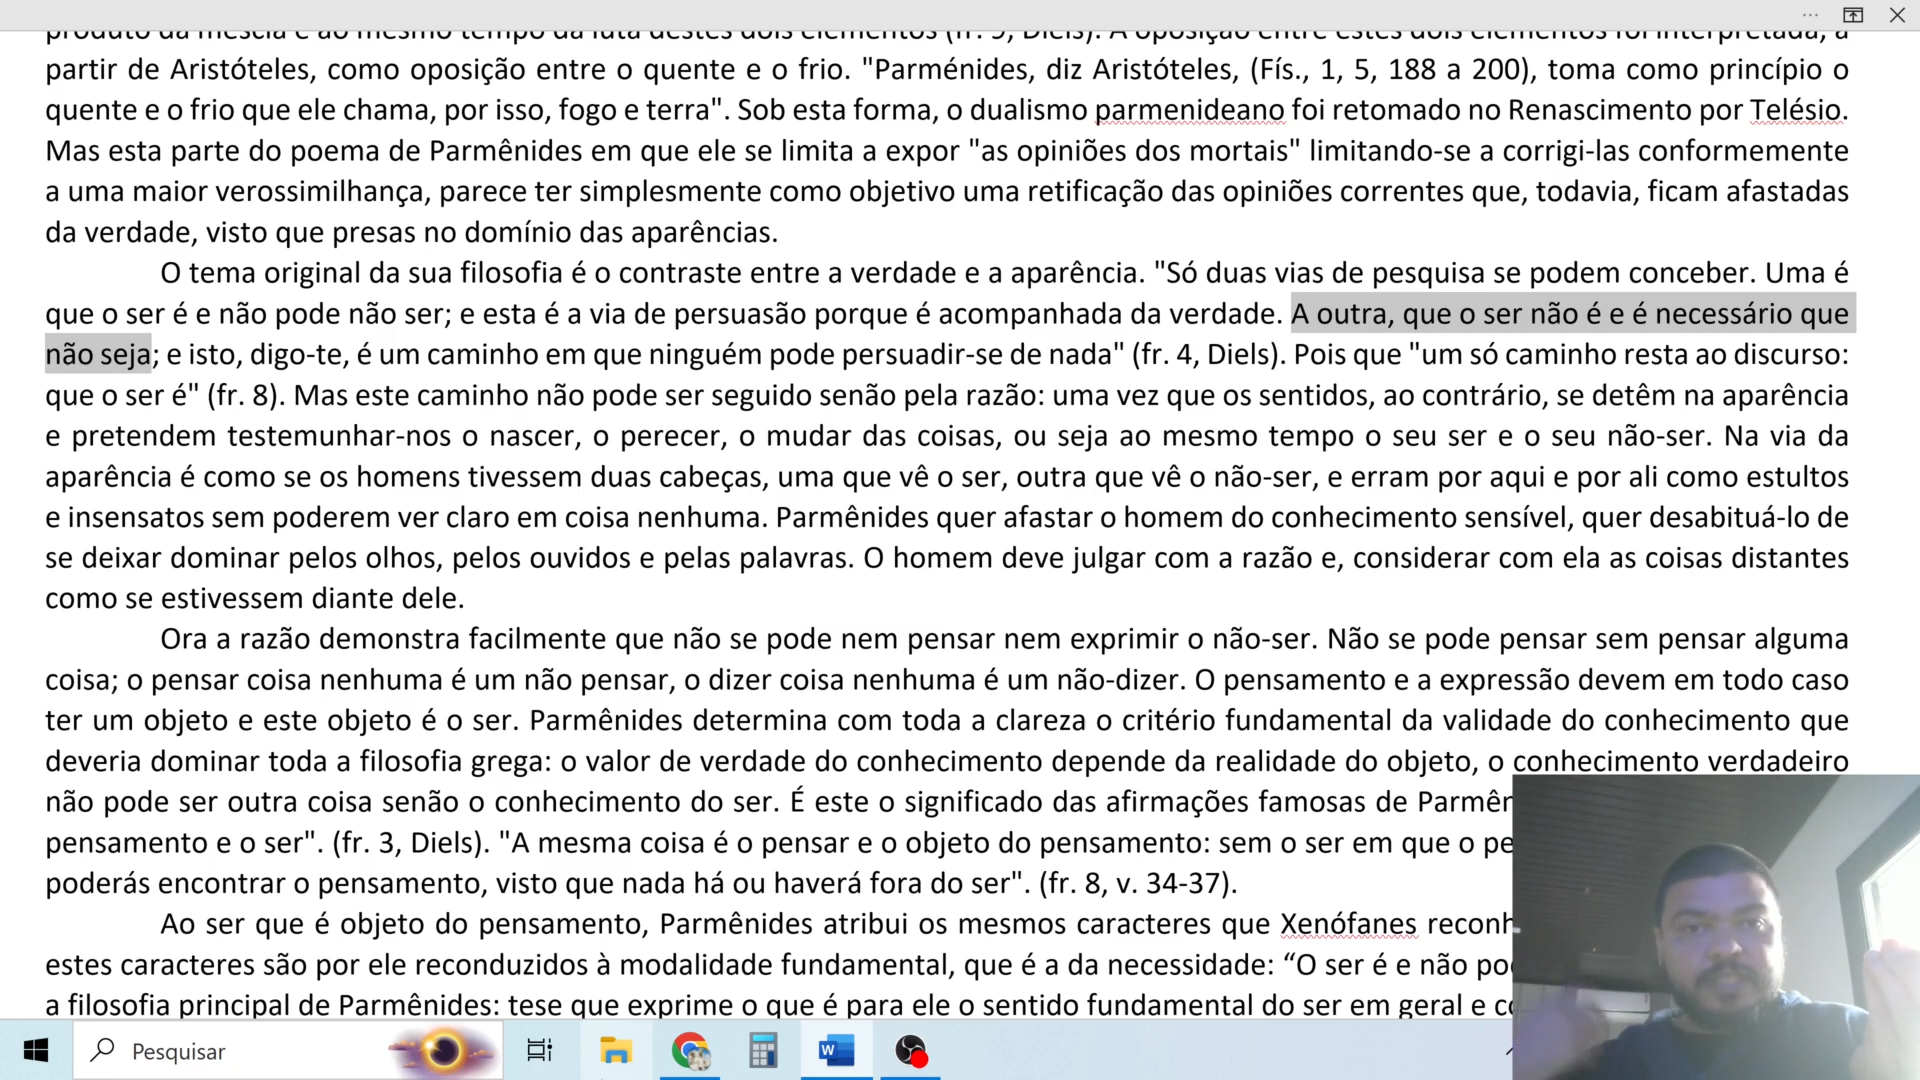 produto da mescla e ao mesmo tempo da luta destes dois elementos (fr. 9, Diels). A oposição entre estes dois elementos foi interpretada, a
partir de Aristóteles, como oposição entre o quente e o frio. "Parménides, diz Aristóteles, (Fís., 1, 5, 188 a 200), toma como princípio o
quente e o frio que ele chama, por isso, fogo e terra". Sob esta forma, o dualismo parmenideano foi retomado no Renascimento por Telésio.
Mas esta parte do poema de Parmênides em que ele se limita a expor "as opiniões dos mortais" limitando-se a corrigi-las conformemente
a uma maior verossimilhança, parece ter simplesmente como objetivo uma retificação das opiniões correntes que, todavia, ficam afastadas
da verdade, visto que presas no domínio das aparências.
O tema original da sua filosofia é o contraste entre a verdade e a aparência. "Só duas vias de pesquisa se podem conceber. Uma é
que o ser é e não pode não ser; e esta é a via de persuasão porque é acompanhada da verdade. A outra, que o ser não é e é necessário que
não seja; e isto, digo-te, é um caminho em que ninguém pode persuadir-se de nada" (fr. 4, Diels). Pois que "um só caminho resta ao discurso:
que o ser é" (fr. 8). Mas este caminho não pode ser seguido senão pela razão: uma vez que os sentidos, ao contrário, se detêm na aparência
e pretendem testemunhar-nos o nascer, o perecer, o mudar das coisas, ou seja ao mesmo tempo o seu ser e o seu não-ser. Na via da
aparência é como se os homens tivessem duas cabeças, uma que vê o ser, outra que vê o não-ser, e erram por aqui e por ali como estultos
e insensatos sem poderem ver claro em coisa nenhuma. Parmênides quer afastar o homem do conhecimento sensível, quer desabituá-lo de
se deixar dominar pelos olhos, pelos ouvidos e pelas palavras. O homem deve julgar com a razão e, considerar com ela as coisas distantes
como se estivessem diante dele.
Ora a razão demonstra facilmente que não se pode nem pensar nem exprimir o não-ser. Não se pode pensar sem pensar alguma
coisa; o pensar coisa nenhuma é um não pensar, o dizer coisa nenhuma é um não-dizer. O pensamento e a expressão devem em todo caso
ter um objeto e este objeto é o ser. Parmênides determina com toda a clareza o critério fundamental da validade do conhecimento que
deveria dominar toda a filosofia grega: o valor de verdade do conhecimento depende da realidade do objeto, o conhecimento verdadeiro
não pode ser outra coisa senão o conhecimento do ser. É este o significado das afirmações famosas de Parmên
pensamento e o ser". (fr. 3, Diels). "A mesma coisa é o pensar e o objeto do pensamento: sem o ser em que o pe
poderás encontrar o pensamento, visto que nada há ou haverá fora do ser". (fr. 8, v. 34-37).
Ao ser que é objeto do pensamento, Parmênides atribui os mesmos caracteres que Xenófanes reconh
estes caracteres são por ele reconduzidos à modalidade fundamental, que é a da necessidade: “O ser é e não po
a filosofia principal de Parmênides: tese que exprime o que é para ele o sentido fundamental do ser em geral e co
Pesquisar
W